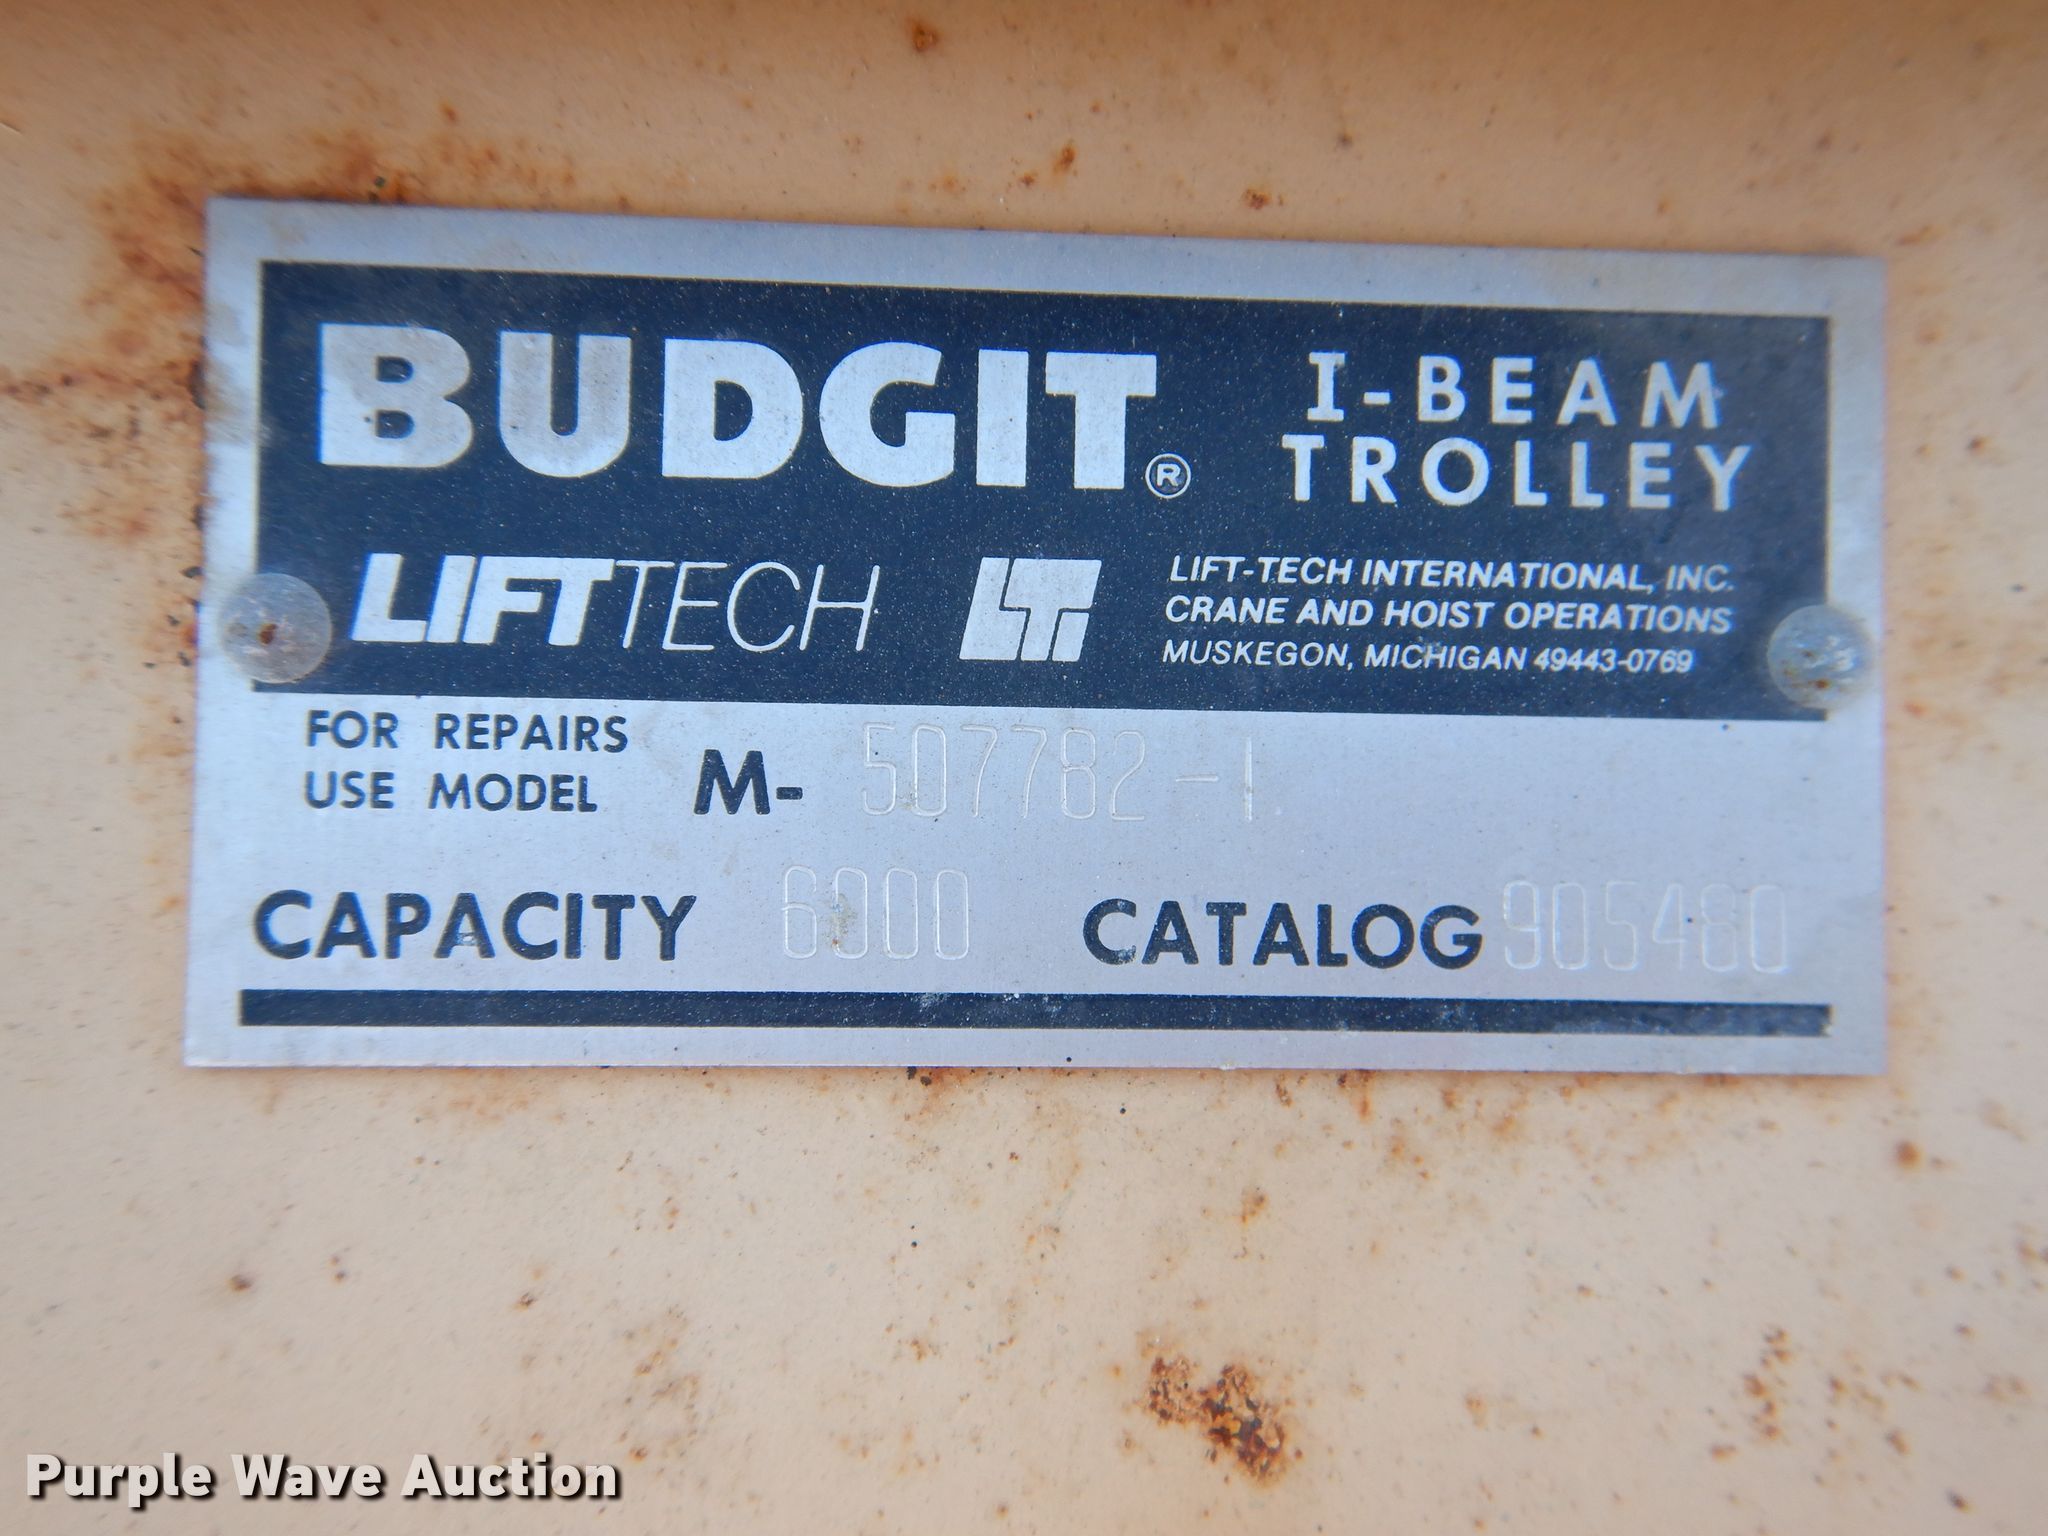 BUDGIT®
I-BEAM
TROLLEY
LIFTTECH LT
LIFT-TECH INTERNATIONAL, INC.
CRANE AND HOIST OPERATIONS
MUSKEGON, MICHIGAN 49443-0769
FOR REPAIRS
USE MODEL M- 507782-1
CAPACITY 6000 CATALOG 905480
Purple Wave Auction